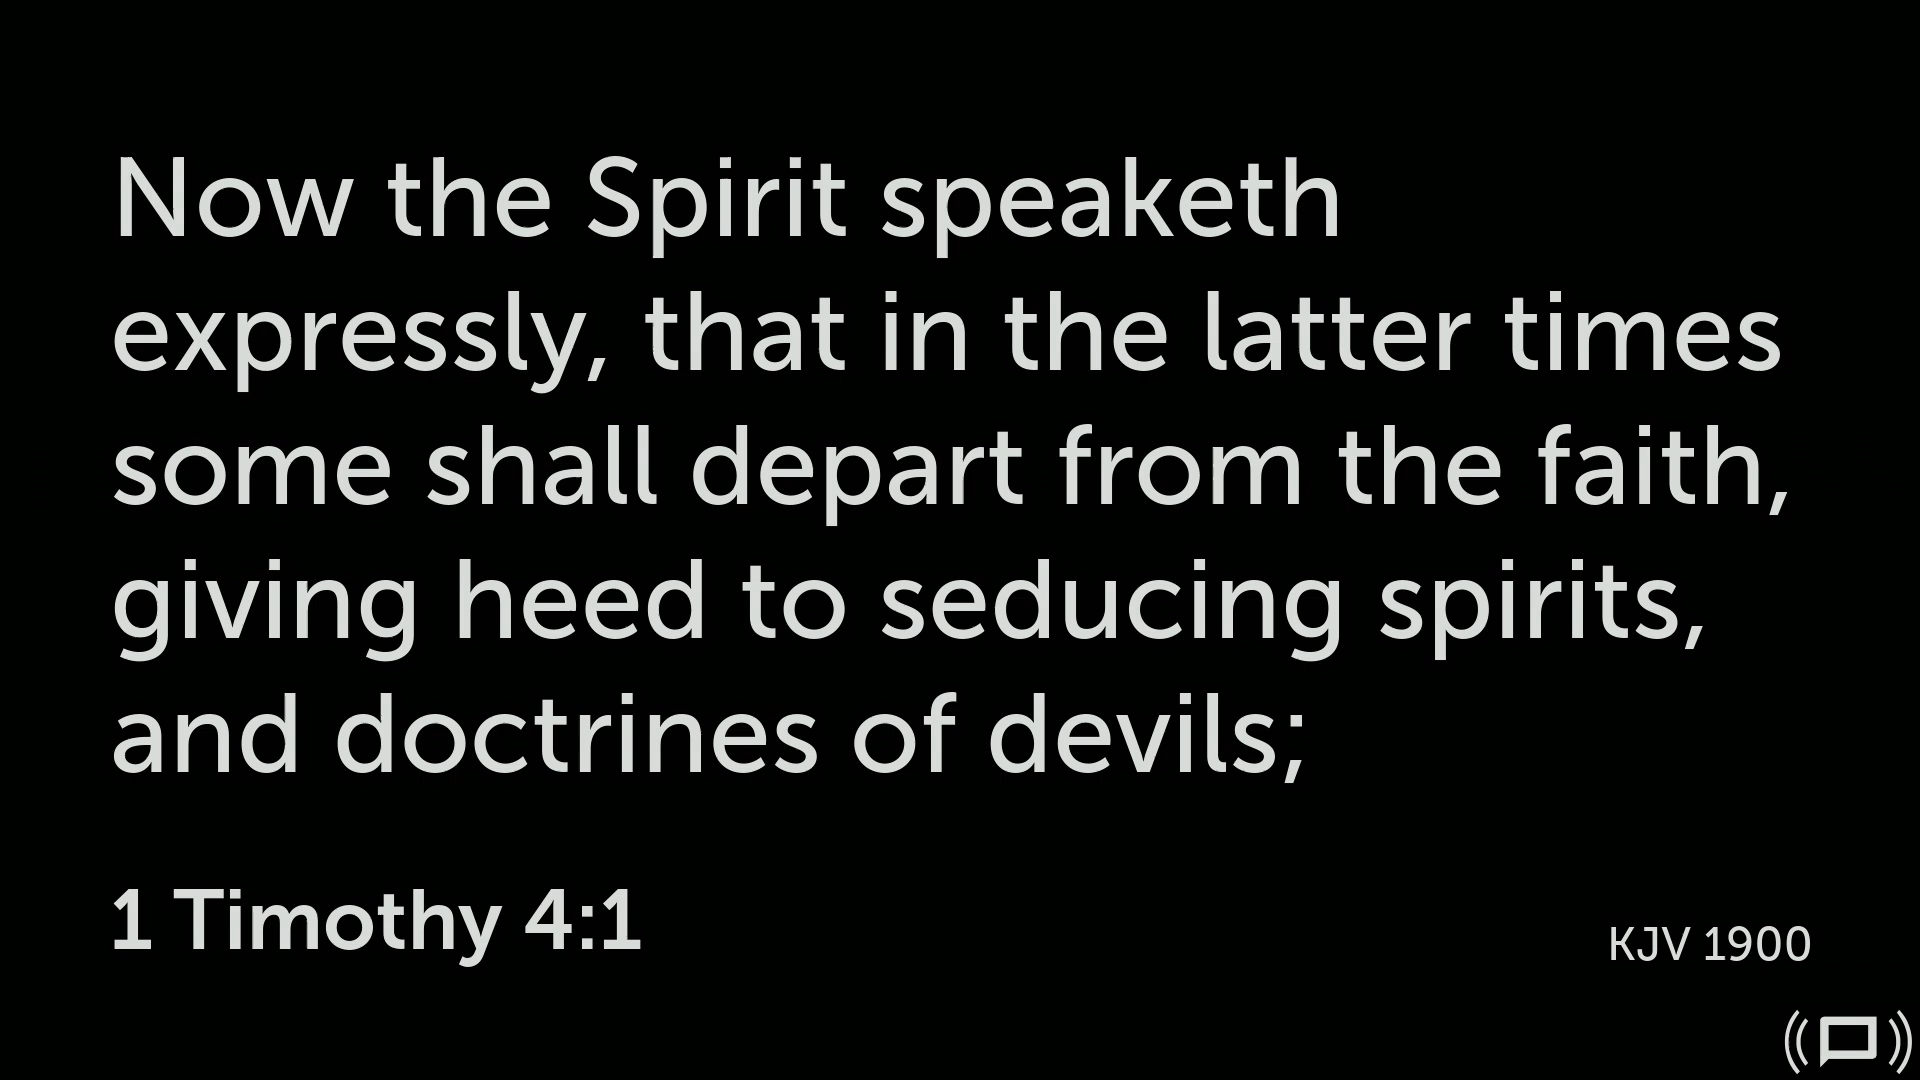 Now the Spirit speaketh
expressly, that in the latter times
some shall depart from the faith,
giving heed to seducing spirits,
and doctrines of devils;
1 Timothy 4:1
KJV 1900